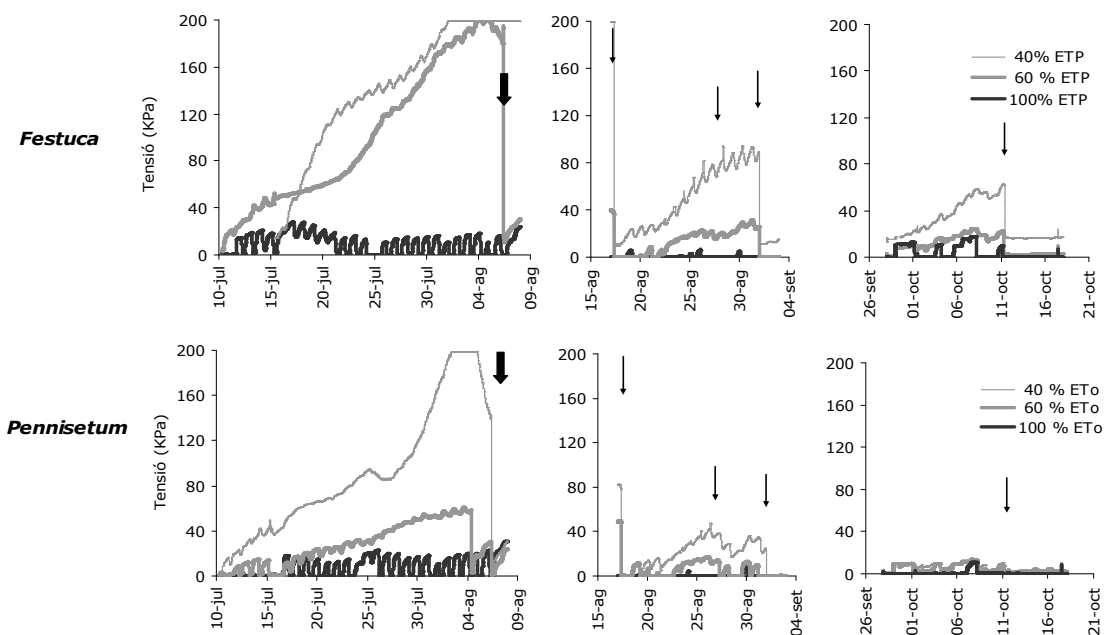 Festuca
Tensió (KPa)
200
160
120
80
40
0
10-jul
15-jul
20-jul
25-jul
30-jul
04-ag
09-ag
200
160
120
80
40
0
15-ag
20-ag
25-ag
30-ag
04-set
200
160
120
80
40
0
26-set
01-oct
06-oct
11-oct
16-oct
21-oct
40% ETP
60 % ETP
100% ETP
Pennisetum
Tensió (KPa)
200
160
120
80
40
0
10-jul
15-jul
20-jul
25-jul
30-jul
04-ag
09-ag
200
160
120
80
40
0
15-ag
20-ag
25-ag
30-ag
04-set
200
160
120
80
40
0
26-set
01-oct
06-oct
11-oct
16-oct
21-oct
40 % ETo
60 % ETo
100 % ETo